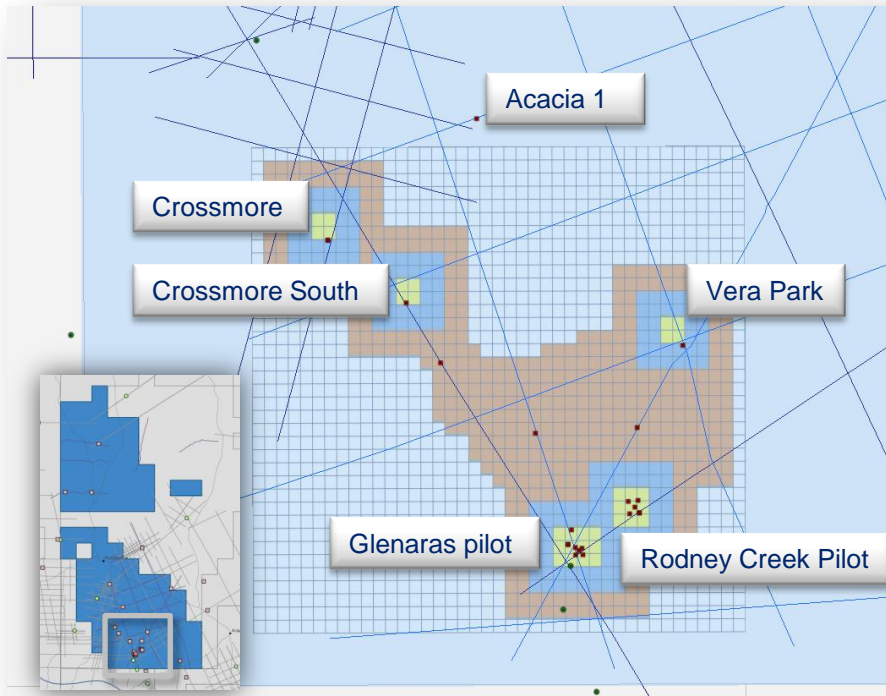 Acacia 1
Crossmore
Crossmore South
Vera Park
Glenaras pilot
Rodney Creek Pilot